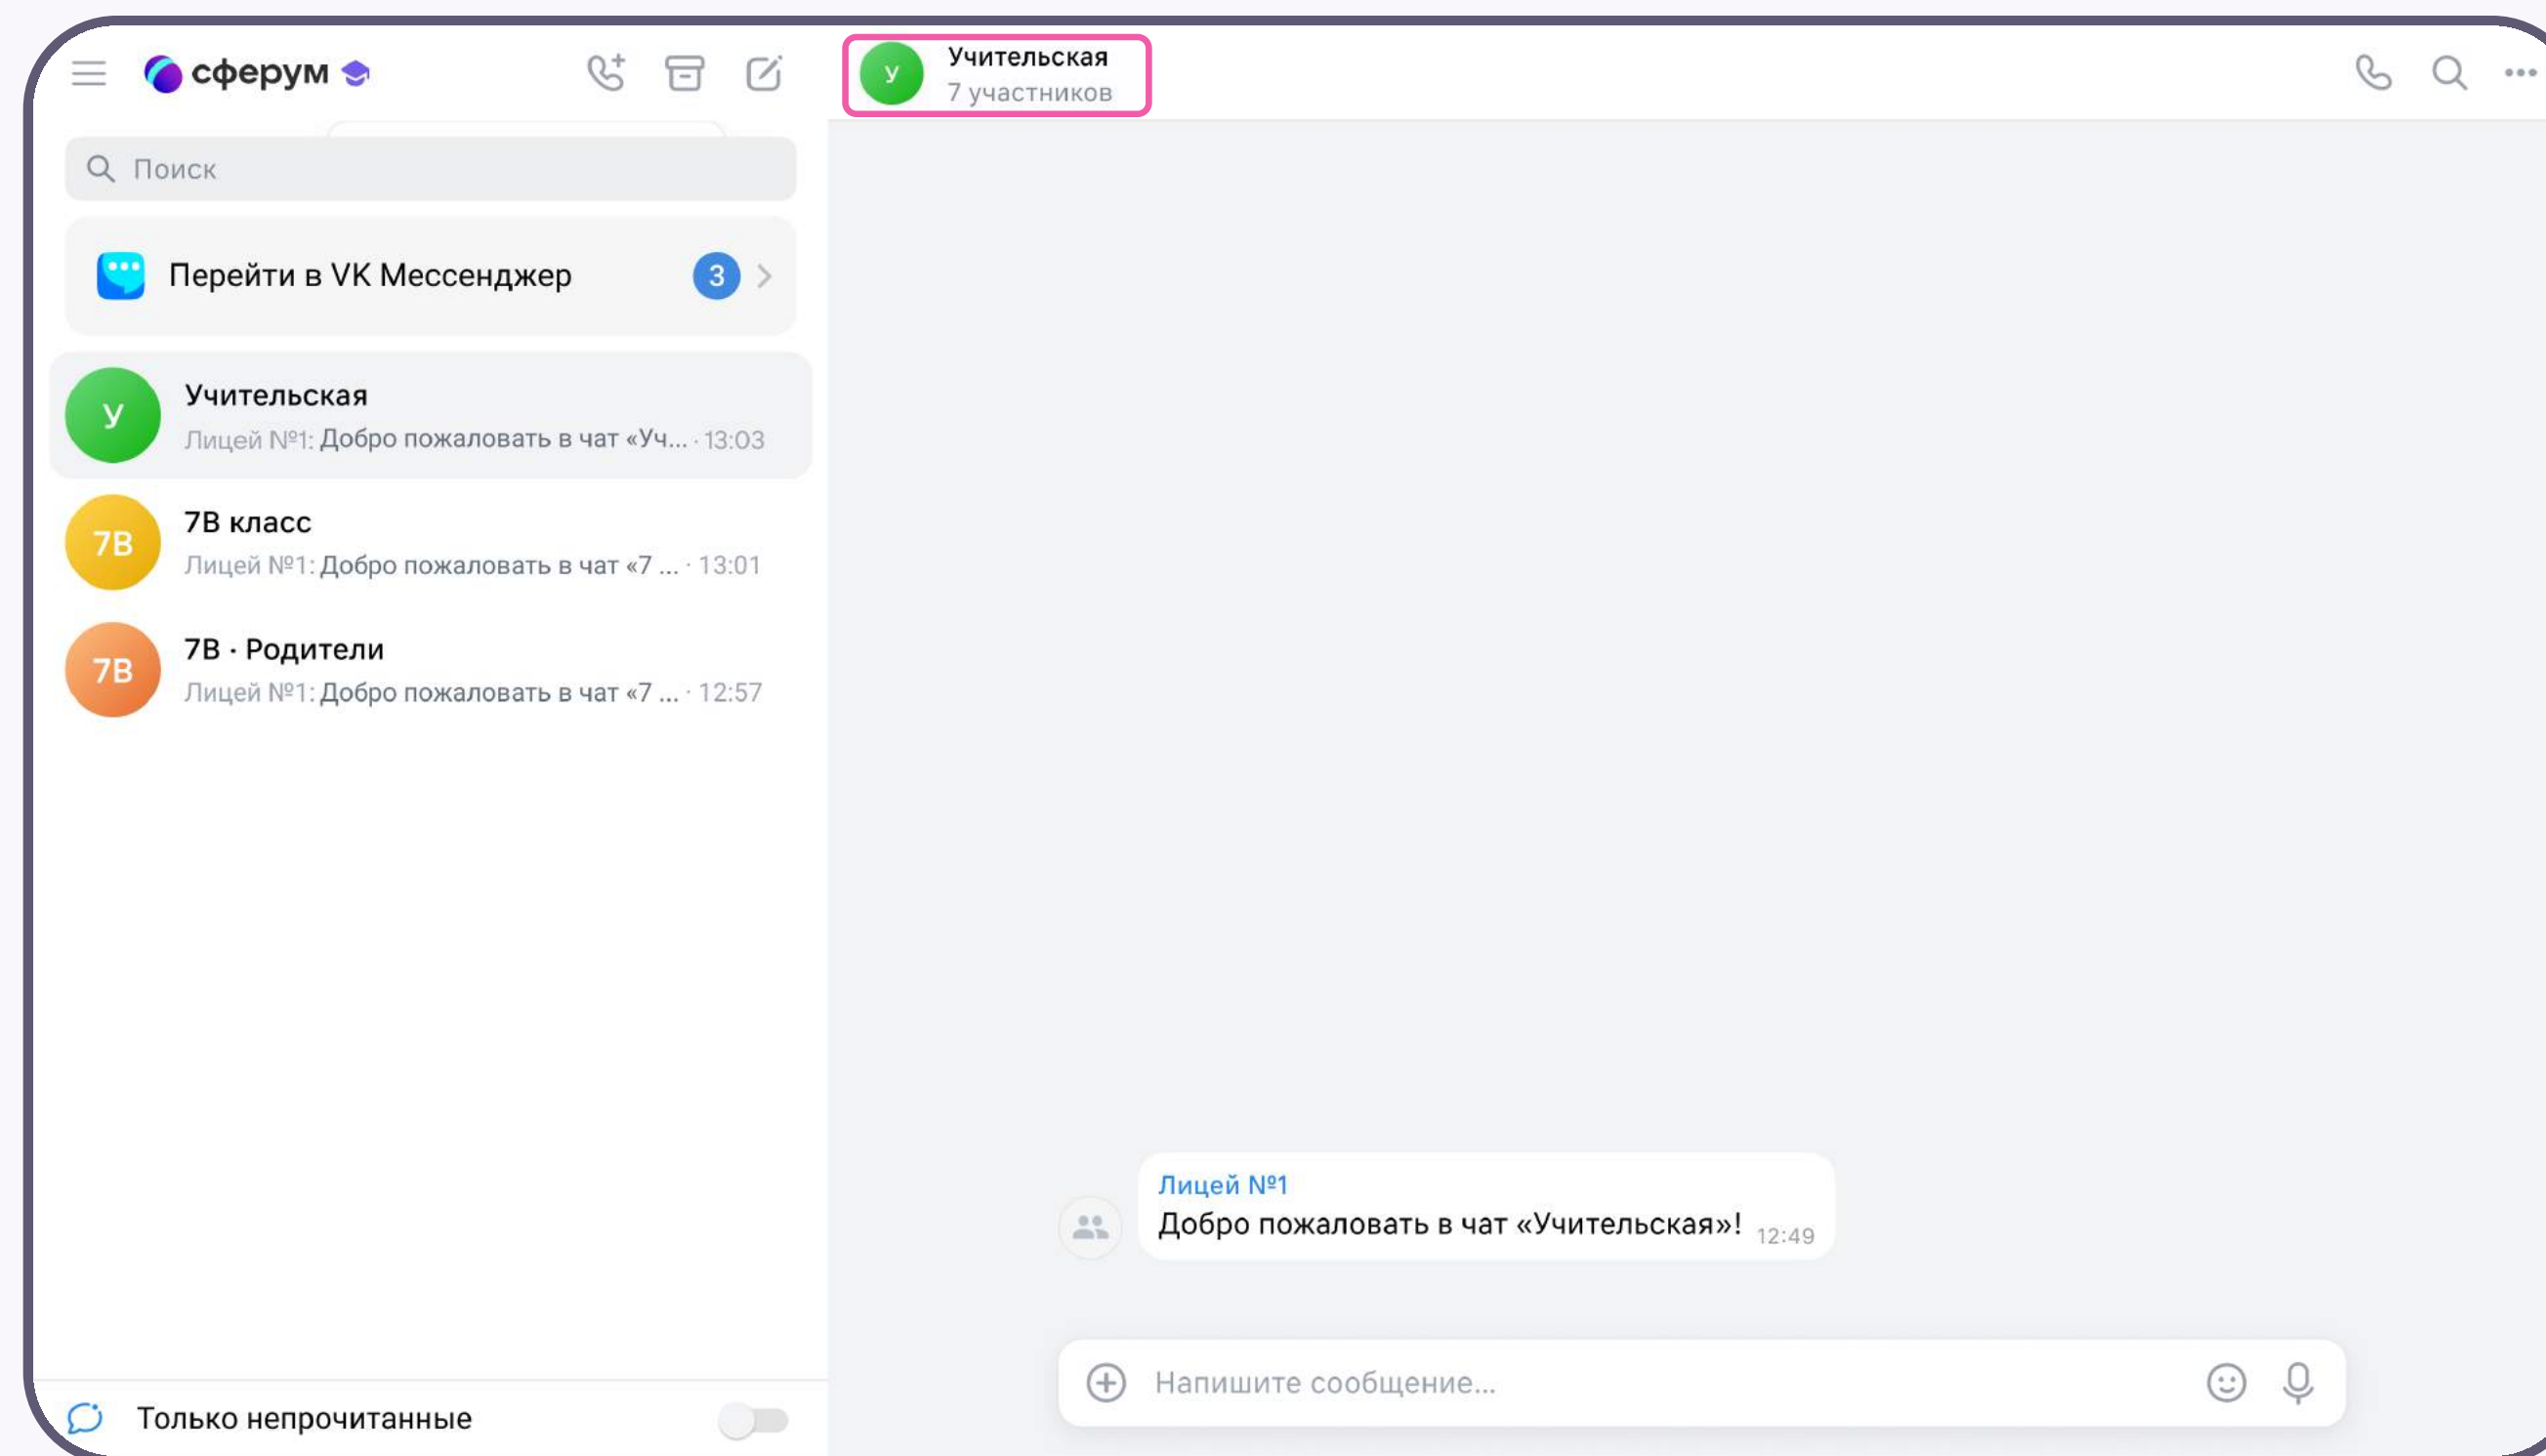 сферум
Поиск
Перейти в VK Мессенджер
3
У
Учительская
Лицей №1: Добро пожаловать в чат «Уч... · 13:03
7В
7В класс
Лицей №1: Добро пожаловать в чат «7 ... · 13:01
7В
7В · Родители
Лицей №1: Добро пожаловать в чат «7 ... · 12:57
Только непрочитанные
У
Учительская
7 участников
Лицей №1
Добро пожаловать в чат «Учительская»! 12:49
Напишите сообщение...